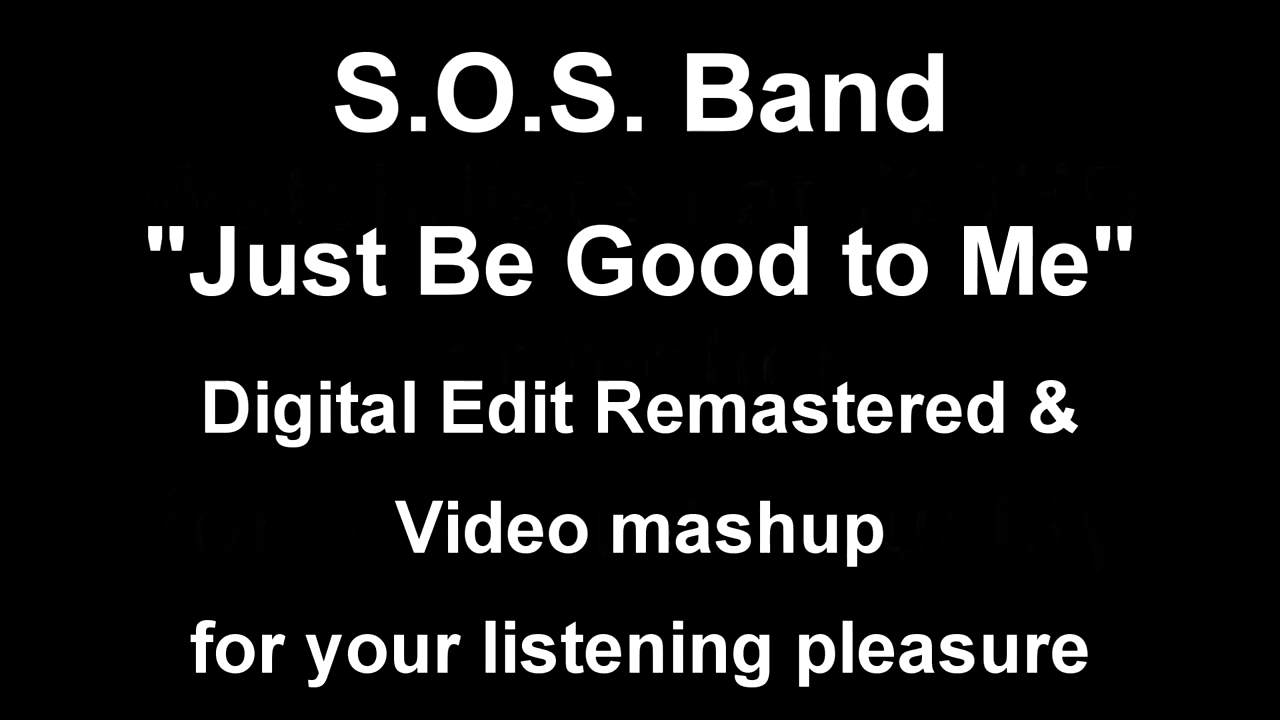 S.O.S. Band
"Just Be Good to Me"
Digital Edit Remastered &
Video mashup
for your listening pleasure